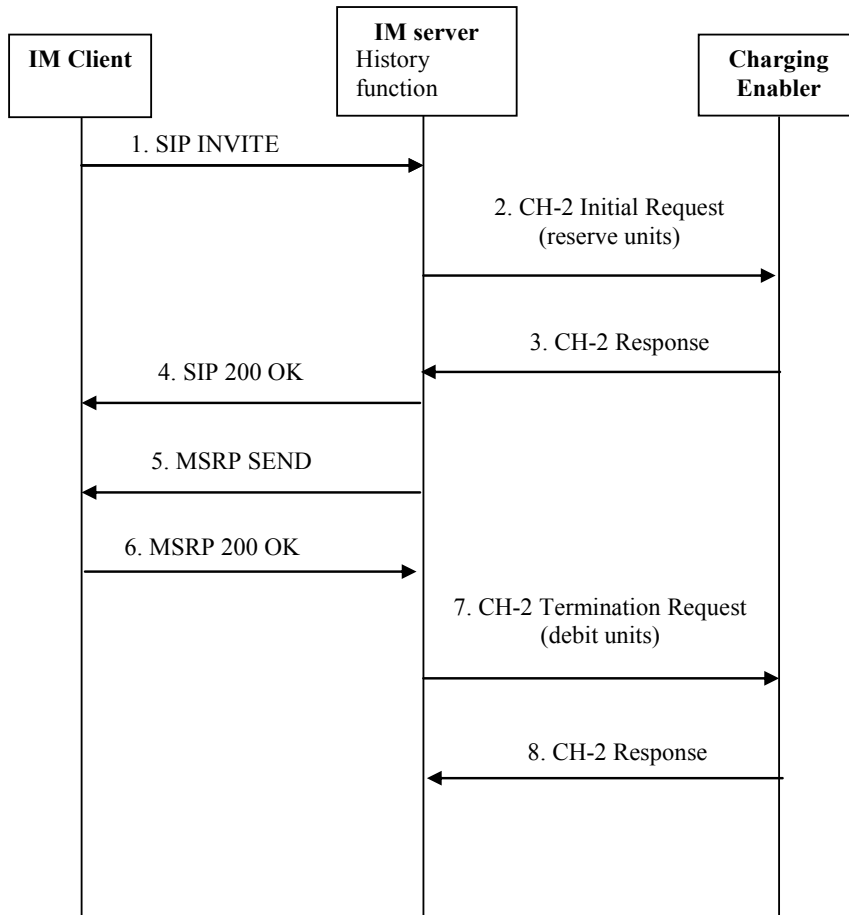 IM Client
IM server
History
function
Charging
Enabler
1. SIP INVITE
2. CH-2 Initial Request
(reserve units)
3. CH-2 Response
4. SIP 200 OK
5. MSRP SEND
6. MSRP 200 OK
7. CH-2 Termination Request
(debit units)
8. CH-2 Response